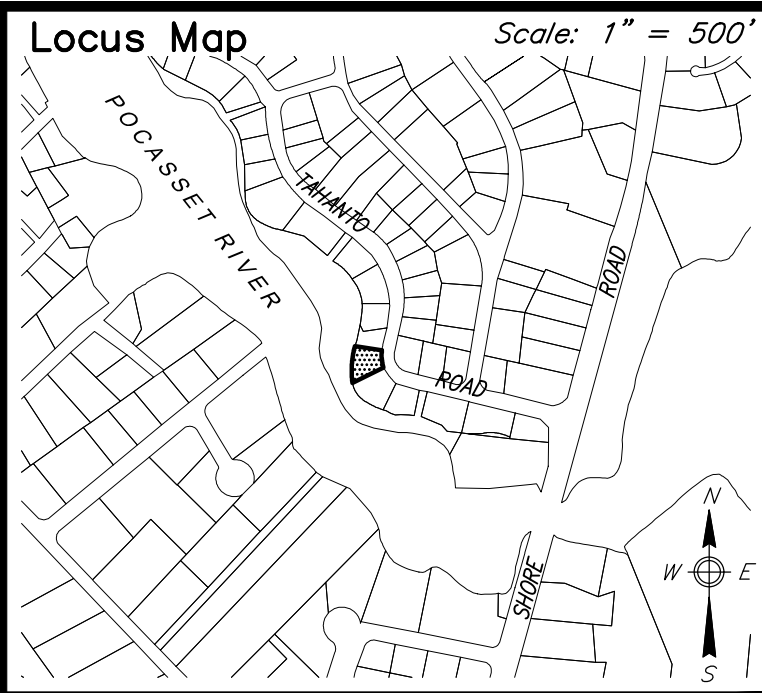 Locus Map
Scale: 1" = 500'
POCASSET RIVER
TAHANTO
ROAD
ROAD
SHORE
N
W E
S